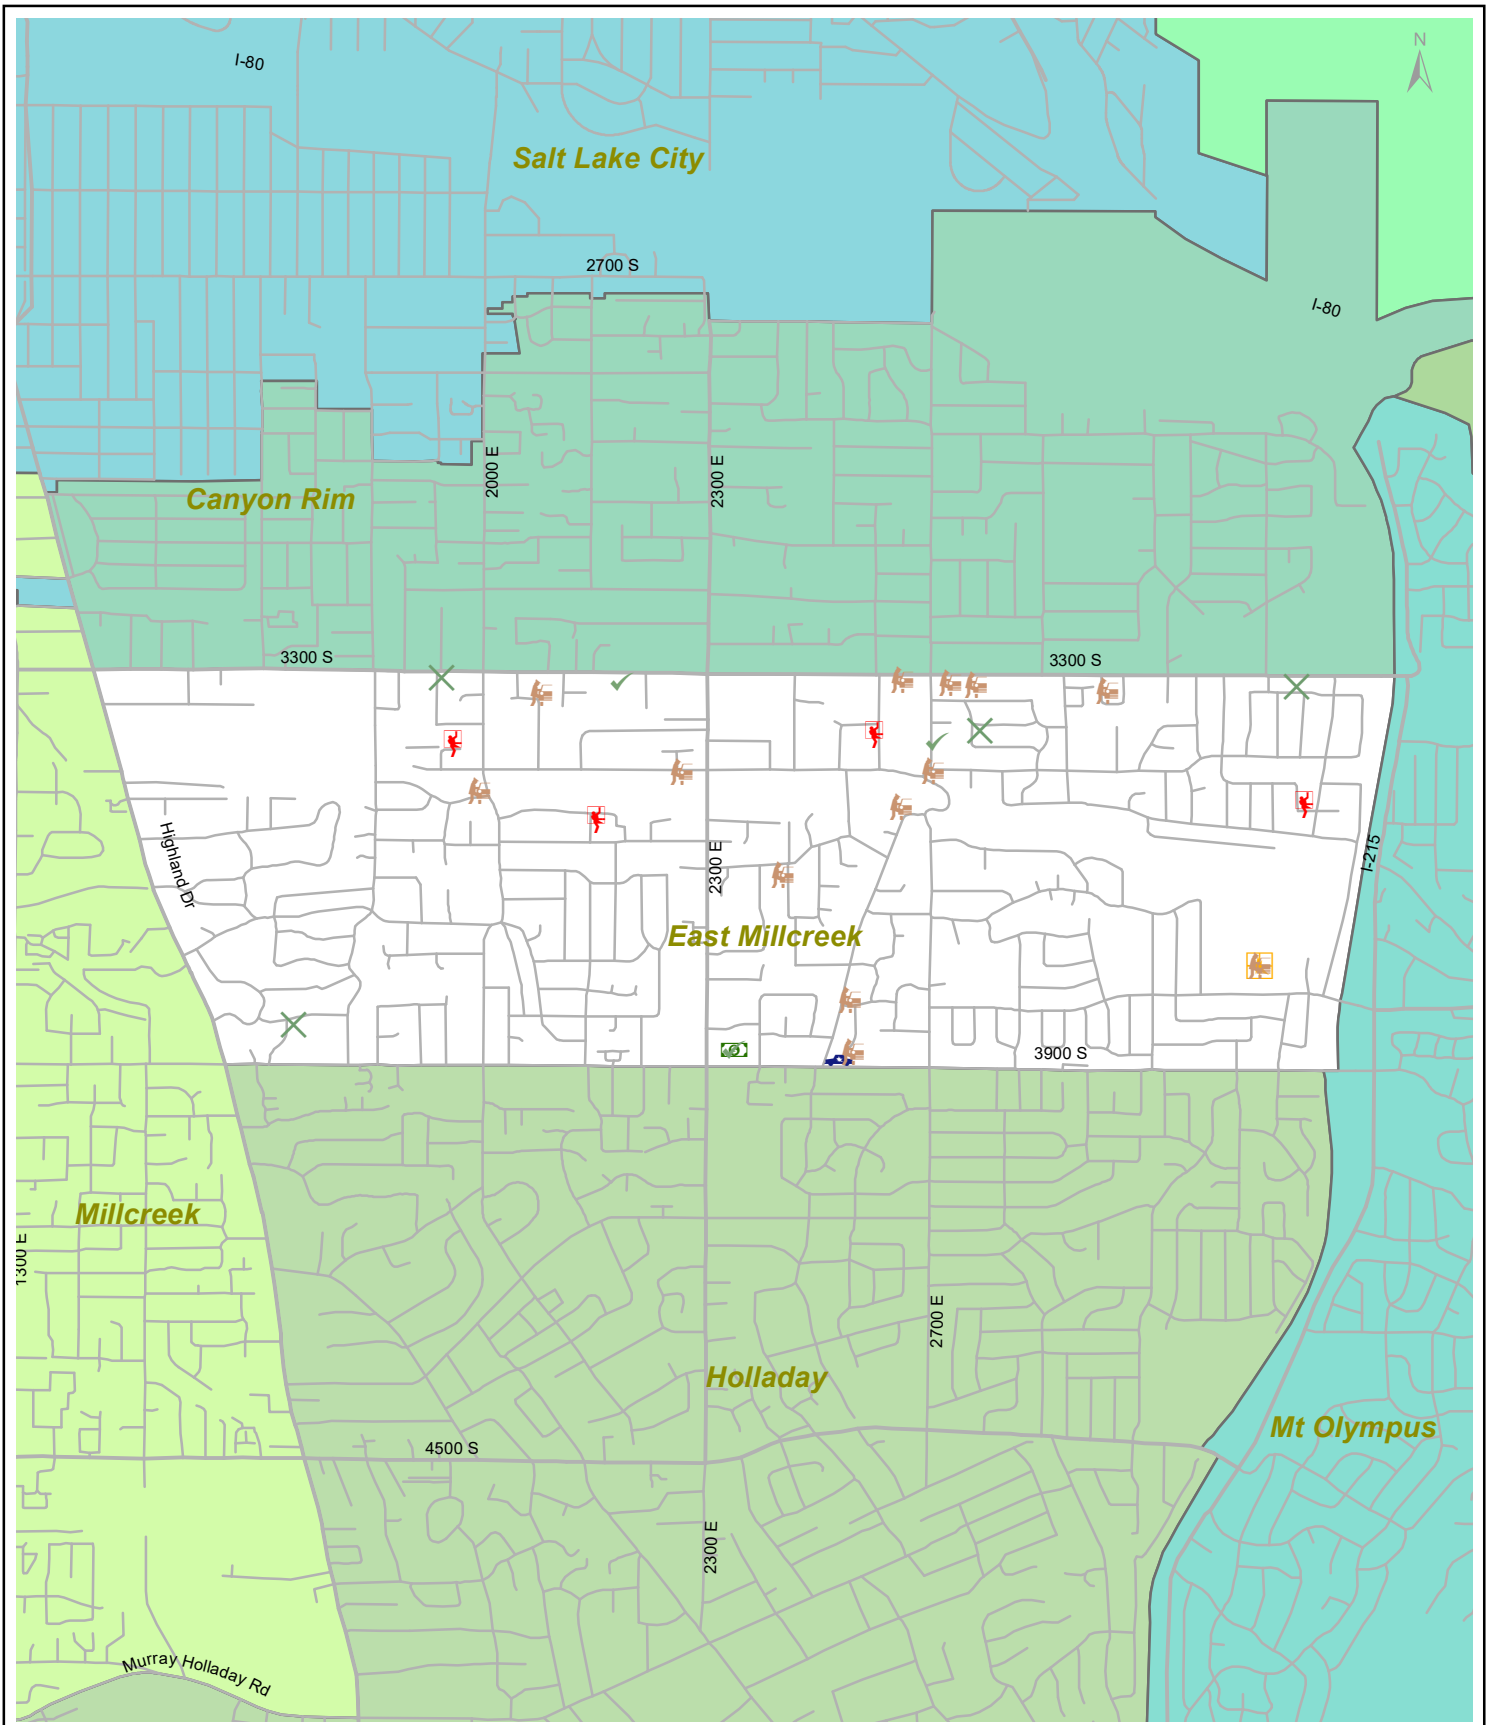 I-80
N
Salt Lake City
2700 S
I-80
2000 E
2300 E
Canyon Rim
3300 S
3300 S
Highland Dr
2300 E
I-215
East Millcreek
3900 S
Millcreek
1300 E
2700 E
Holladay
Mt Olympus
4500 S
2300 E
Murray Holladay Rd